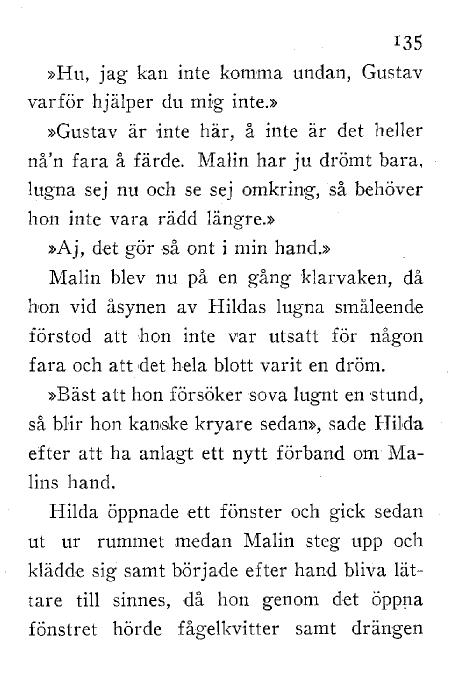 135
»Hu, jag kan inte komma undan, Gustav
varför hjälper du mig inte.»
»Gustav är inte här, å inte är det heller
nå'n fara å färde. Malin har ju drömt bara,
lugna sej nu och se sej omkring, så behöver
hon inte vara rädd längre.»
»Aj, det gör så ont i min hand.»
Malin blev nu på en gång klarvaken, då
hon vid åsynen av Hildas lugna småleende
förstod att hon inte var utsatt för någon
fara och att det hela blott varit en dröm.
»Bäst att hon försöker sova lugnt en stund,
så blir hon kanske kryare sedan», sade Hilda
efter att ha anlagt ett nytt förband om Ma-
lins hand.
Hilda öppnade ett fönster och gick sedan
ut ur rummet medan Malin steg upp och
klädde sig samt började efter hand bliva lät-
tare till sinnes, då hon genom det öppna
fönstret hörde fågelkvitter samt drängen